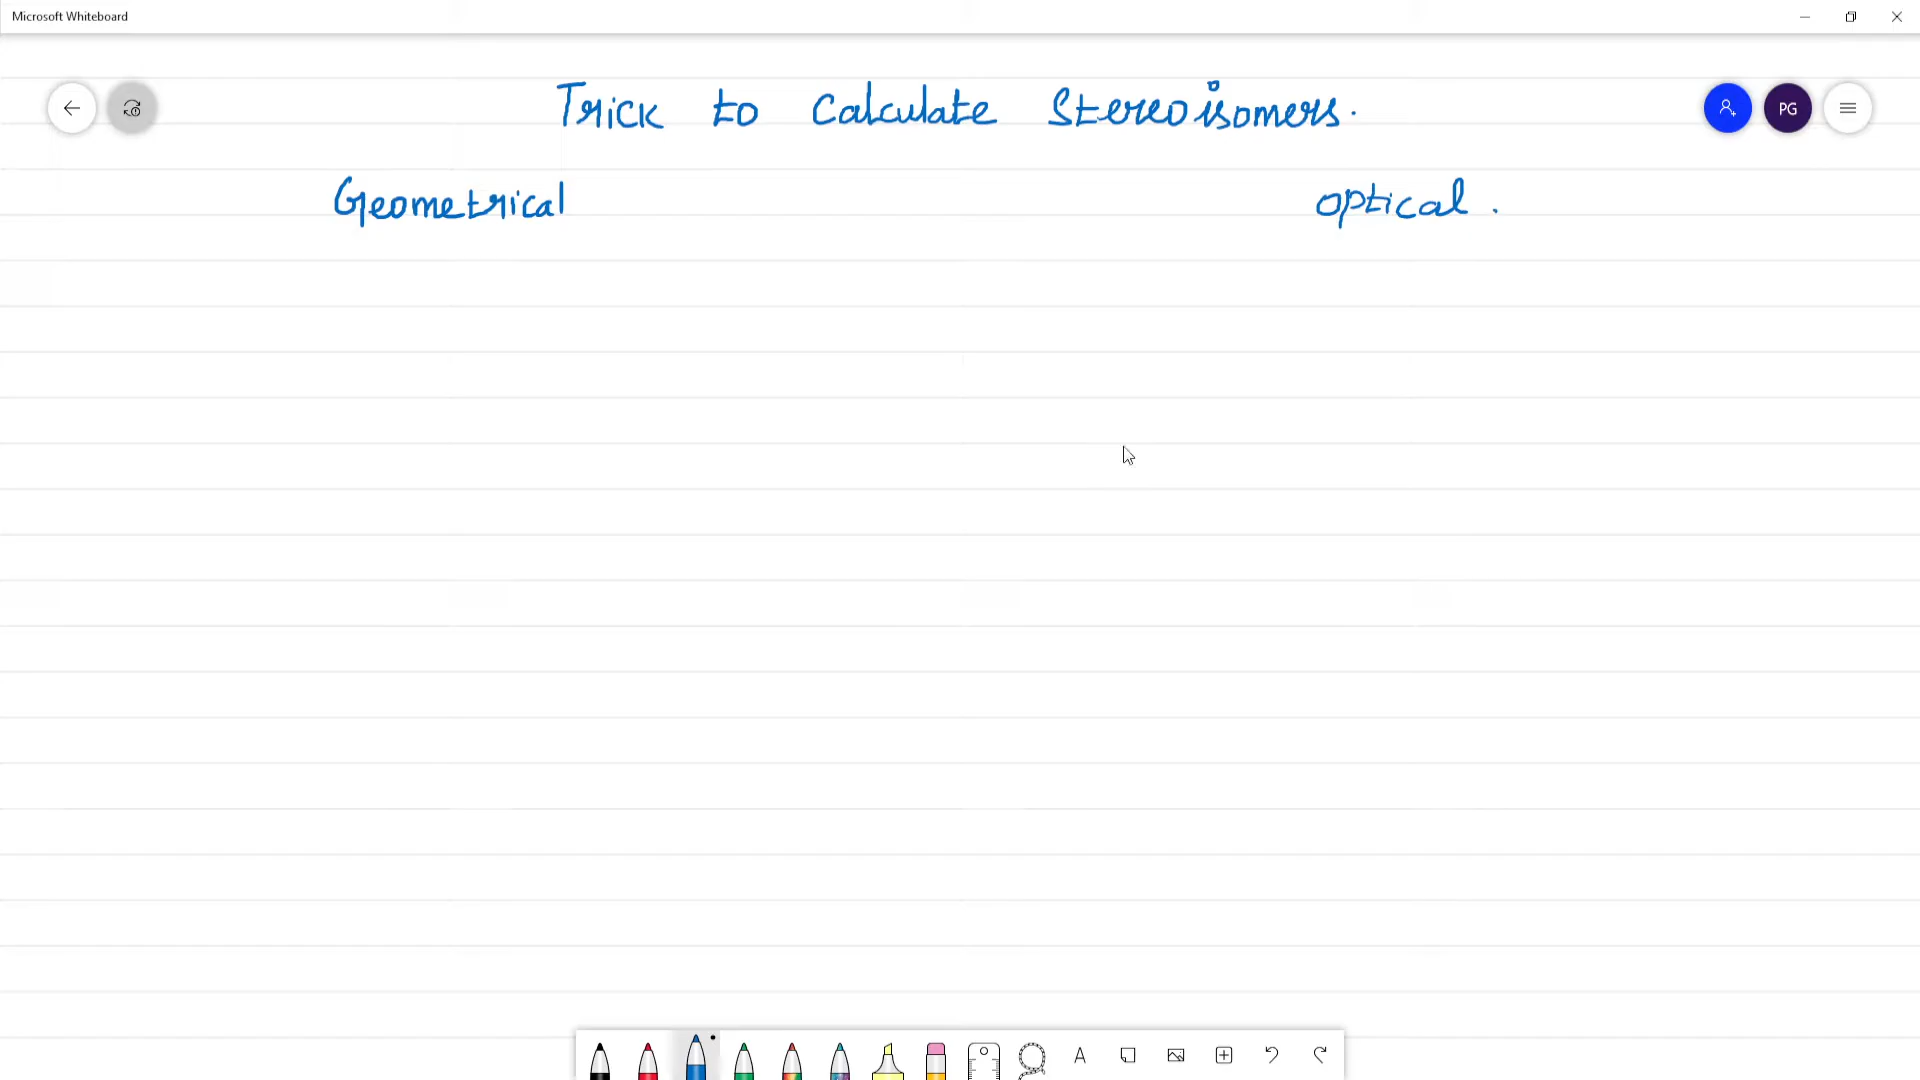 Microsoft Whiteboard
Trick to Calculate Stereoisomers.
PG
Geometrical optical.
A